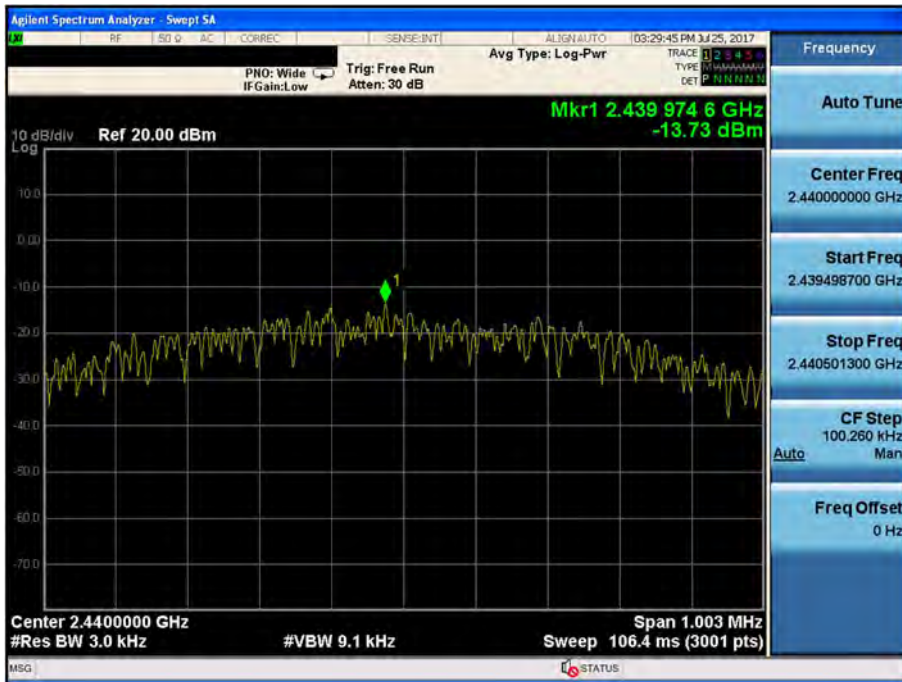 Agilent Spectrum Analyzer - Swept SA
RF 50 Ω AC CORREC SENSE:INT ALIGN AUTO 03:29:45 PM Jul 25, 2017
Frequency
Avg Type: Log-Pwr TRACE 1 2 3 4 5 6
TYPE
PNO: Wide Trig: Free Run DET P N N N N N
IFGain:Low Atten: 30 dB
Auto Tune
Mkr1 2.439 974 6 GHz
10 dB/div Ref 20.00 dBm -13.73 dBm
Log
Center Freq
2.440000000 GHz
10.0
0.00
Start Freq
2.439498700 GHz
-10.0
1
-20.0
Stop Freq
2.440501300 GHz
-30.0
CF Step
100.260 kHz
Auto Man
-40.0
-50.0
Freq Offset
0 Hz
-60.0
-70.0
Center 2.4400000 GHz Span 1.003 MHz
#Res BW 3.0 kHz #VBW 9.1 kHz Sweep 106.4 ms (3001 pts)
MSG STATUS